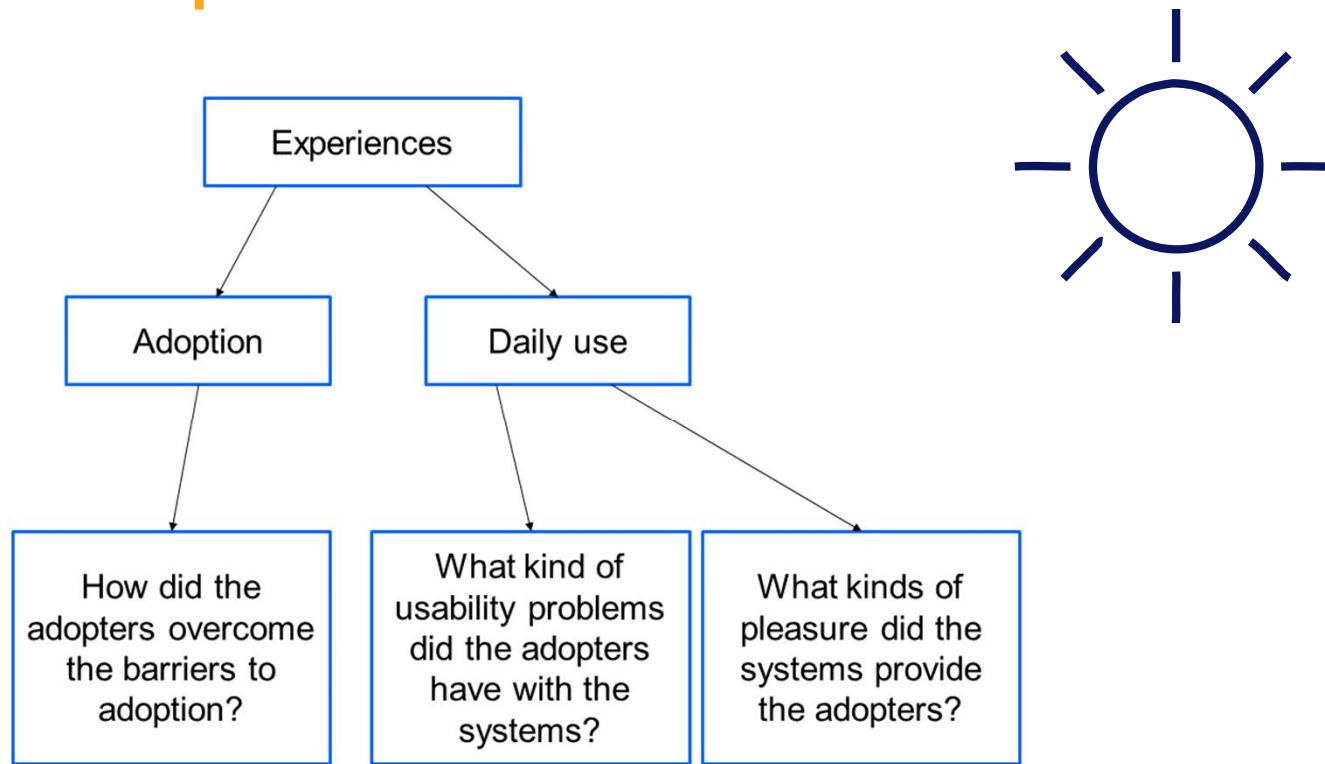 Experiences
Adoption
Daily use
How did the
adopters overcome
the barriers to
adoption?
What kind of
usability problems
did the adopters
have with the
systems?
What kinds of
pleasure did the
systems provide
the adopters?